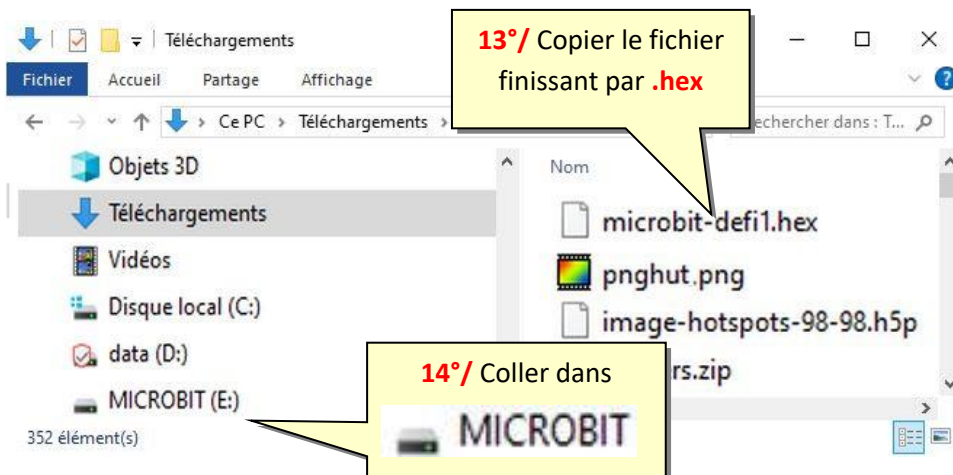 Téléchargements
13°/ Copier le fichier
finissant par .hex
Fichier Accueil Partage Affichage
Ce PC > Téléchargements >
echercher dans : T...
Objets 3D
Téléchargements
Vidéos
Disque local (C:)
data (D:)
MICROBIT (E:)
Nom
microbit-defi1.hex
pnghut.png
image-hotspots-98-98.h5p
rs.zip
14°/ Coller dans
MICROBIT
352 élément(s)